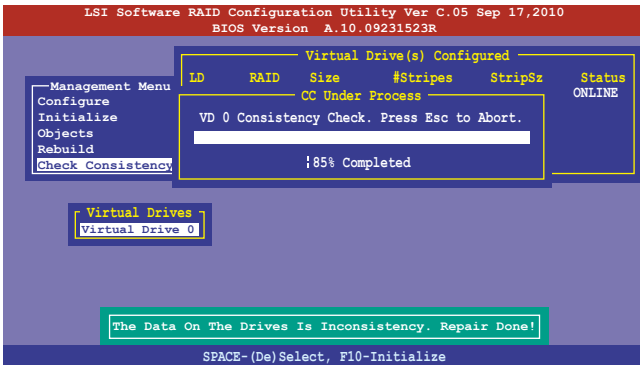 LSI Software RAID Configuration Utility Ver C.05 Sep 17,2010
BIOS Version A.10.09231523R
Virtual Drive(s) Configured
LD RAID Size #Stripes StripSz Status
ONLINE
Management Menu
Configure
Initialize
Objects
Rebuild
Check Consistency
CC Under Process
VD 0 Consistency Check. Press Esc to Abort.
85% Completed
Virtual Drives
Virtual Drive 0
The Data On The Drives Is Inconsistency. Repair Done!
SPACE-(De)Select, F10-Initialize